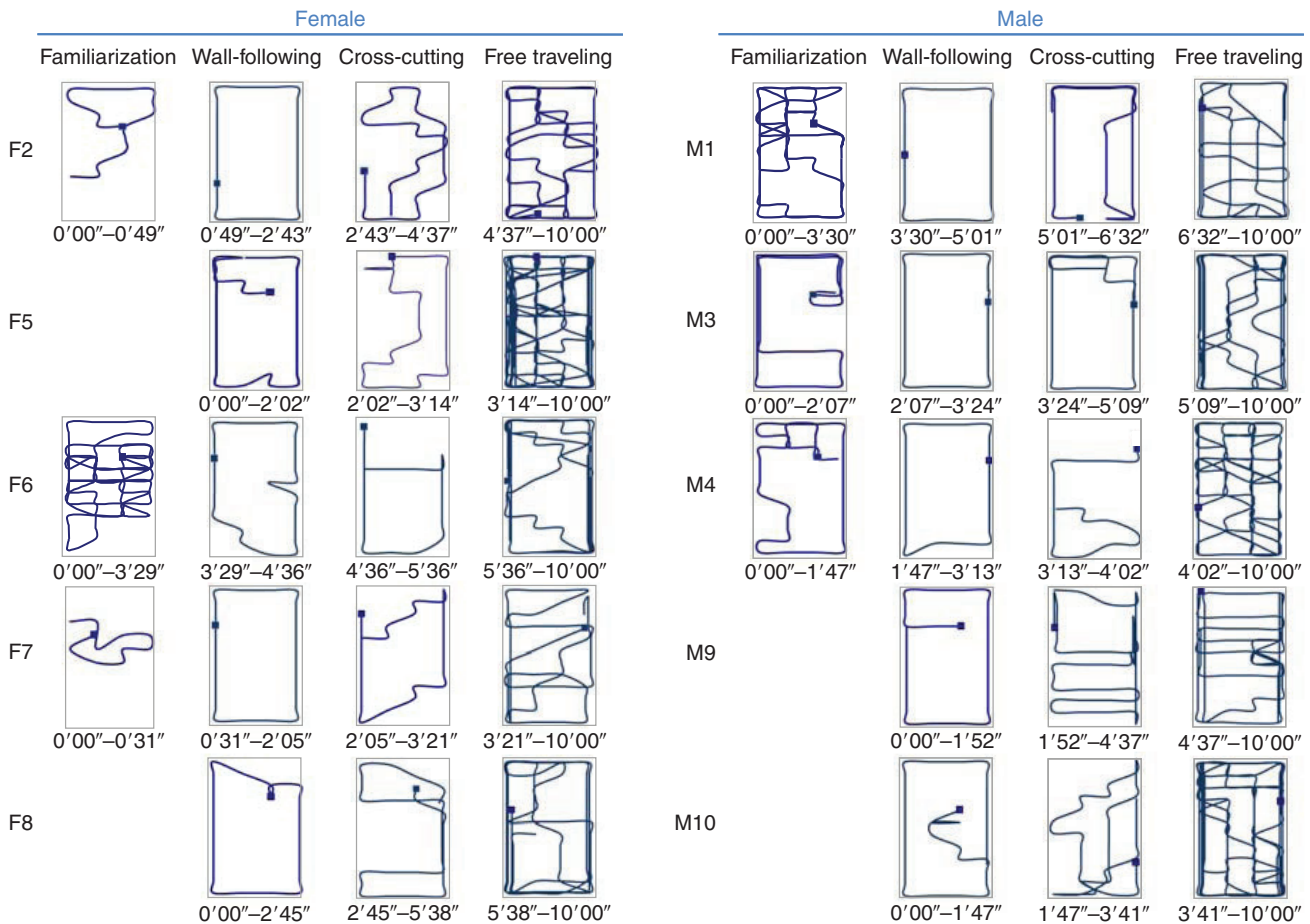 Female Male
Familiarization Wall-following Cross-cutting Free traveling Familiarization Wall-following Cross-cutting Free traveling
F2 M1
0′00″–0′49″ 0′49″–2′43″ 2′43″–4′37″ 4′37″–10′00″ 0′00″–3′30″ 3′30″–5′01″ 5′01″–6′32″ 6′32″–10′00″
F5 M3
0′00″–2′02″ 2′02″–3′14″ 3′14″–10′00″ 0′00″–2′07″ 2′07″–3′24″ 3′24″–5′09″ 5′09″–10′00″
F6 M4
0′00″–3′29″ 3′29″–4′36″ 4′36″–5′36″ 5′36″–10′00″ 0′00″–1′47″ 1′47″–3′13″ 3′13″–4′02″ 4′02″–10′00″
F7 M9
0′00″–0′31″ 0′31″–2′05″ 2′05″–3′21″ 3′21″–10′00″ 0′00″–1′52″ 1′52″–4′37″ 4′37″–10′00″
F8 M10
0′00″–2′45″ 2′45″–5′38″ 5′38″–10′00″ 0′00″–1′47″ 1′47″–3′41″ 3′41″–10′00″